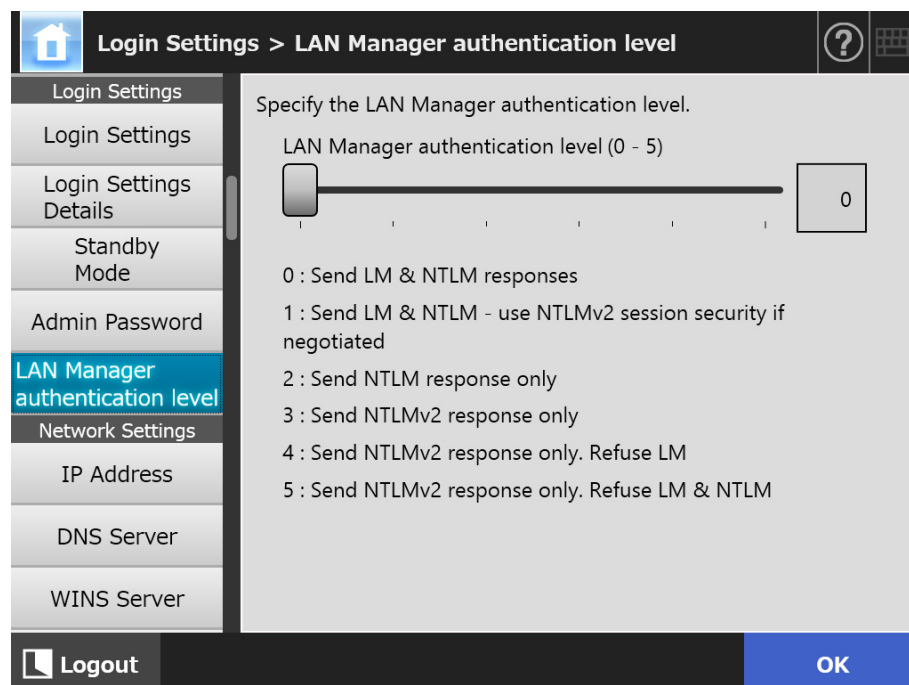 Login Settings > LAN Manager authentication level
?
Login Settings
Login Settings
Login Settings
Details
Standby
Mode
Admin Password
LAN Manager
authentication level
Network Settings
IP Address
DNS Server
WINS Server
Specify the LAN Manager authentication level.
LAN Manager authentication level (0 - 5)
0
0 : Send LM & NTLM responses
1 : Send LM & NTLM - use NTLMv2 session security if
negotiated
2 : Send NTLM response only
3 : Send NTLMv2 response only
4 : Send NTLMv2 response only. Refuse LM
5 : Send NTLMv2 response only. Refuse LM & NTLM
Logout
OK